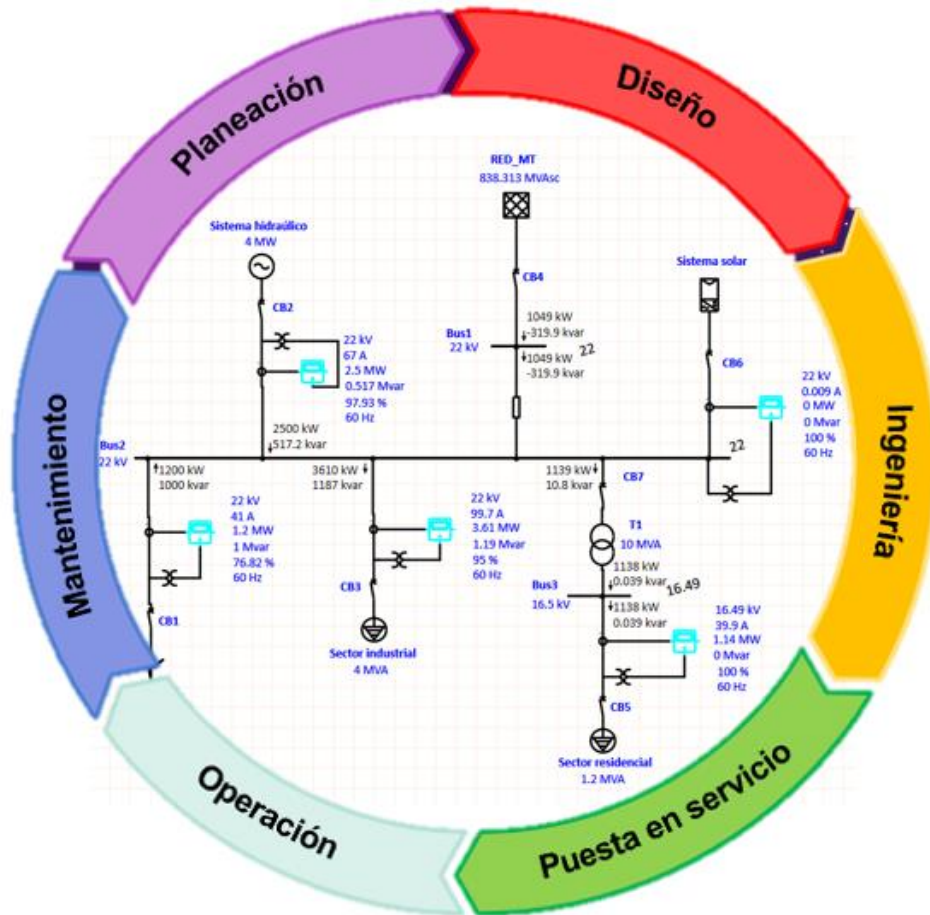 Planeación
Diseño
Ingeniería
Puesta en servicio
Operación
Mantenimiento
RED_MT
838.313 MVAsc
CB4
1049 kW
-319.9 kvar
Bus1
22 kV
22
1049 kW
-319.9 kvar
Sistema hidraúlico
4 MW
CB2
22 kV
67 A
2.5 MW
0.517 Mvar
97.93 %
60 Hz
2500 kW
517.2 kvar
Sistema solar
CB6
22 kV
0.009 A
0 MW
0 Mvar
100 %
60 Hz
Bus2
22 kV
22
1200 kW
1000 kvar
22 kV
41 A
1.2 MW
1 Mvar
76.82 %
60 Hz
CB1
3610 kW
1187 kvar
22 kV
99.7 A
3.61 MW
1.19 Mvar
95 %
60 Hz
CB3
Sector industrial
4 MVA
1139 kW
10.8 kvar
CB7
T1
10 MVA
1138 kW
0.039 kvar
Bus3
16.5 kV
16.49
1138 kW
0.039 kvar
16.49 kV
39.9 A
1.14 MW
0 Mvar
100 %
60 Hz
CB5
Sector residencial
1.2 MVA